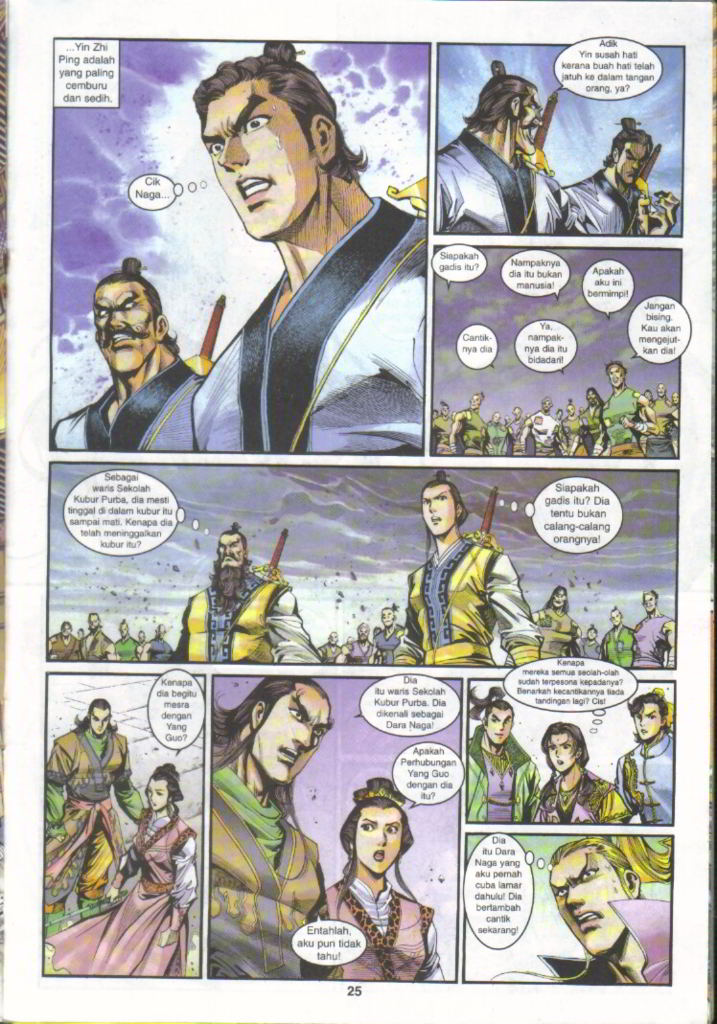 ...Yin Zhi
Ping adalah
yang paling
cemburu
dan sedih.
Cik
Naga...
Adik
Yin susah hati
kerana buah hati telah
jatuh ke dalam tangan
orang, ya?
Siapakah
gadis itu?
Nampaknya
dia itu bukan
manusia!
Apakah
aku ini
bermimpi!
Jangan
bising.
Kau akan
mengejut-
kan dia!
Cantik-
nya dia
Ya,
nampak-
nya dia itu
bidadari!
Sebagai
waris Sekolah
Kubur Purba, dia mesti
tinggal di dalam kubur itu
sampai mati. Kenapa dia
telah meninggalkan
kubur itu?
Siapakah
gadis itu? Dia
tentu bukan
calang-calang
orangnya!
Kenapa
dia begitu
mesra
dengan
Yang
Guo?
Dia
itu waris Sekolah
Kubur Purba. Dia
dikenali sebagai
Dara Naga!
Apakah
Perhubungan
Yang Guo
dengan dia
itu?
Entahlah,
aku pun tidak
tahu!
Kenapa
mereka semua seolah-olah
sudah terpesona kepadanya?
Benarkah kecantikannya tiada
tandingan lagi? Cis!
Dia
itu Dara
Naga yang
aku pernah
cuba lamar
dahulu! Dia
bertambah
cantik
sekarang!
25